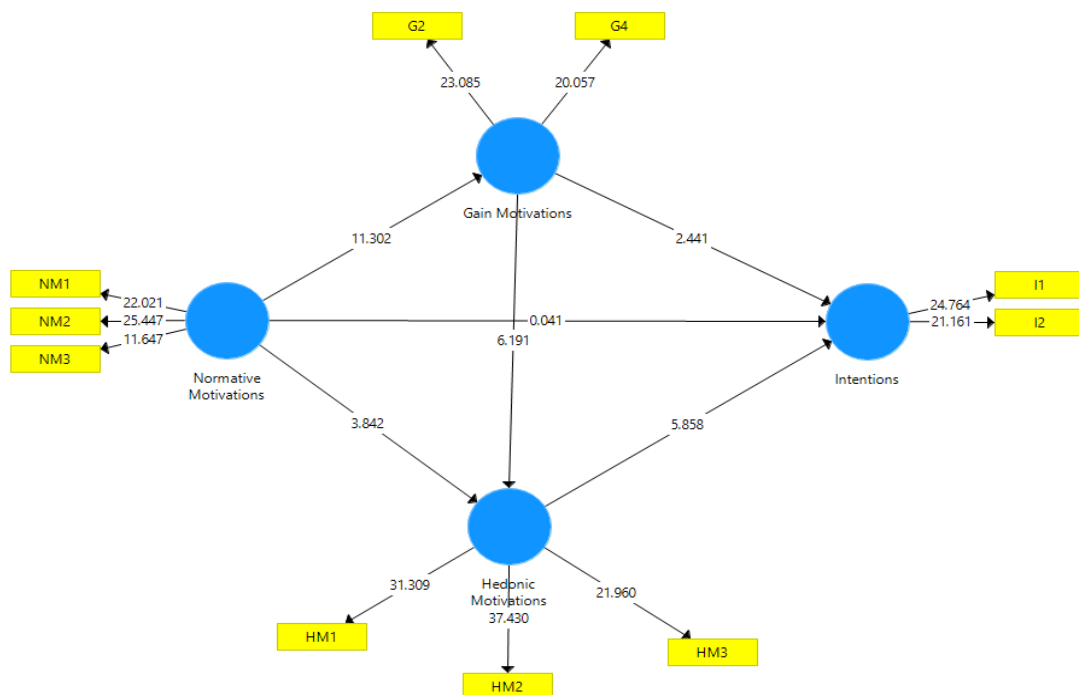 G2
G4
23.085
20.057
Gain Motivations
11.302
2.441
NM1
22.021
NM2
25.447
NM3
11.647
0.041
6.191
24.764
I1
21.161
I2
Normative
Motivations
Intentions
3.842
5.858
Hedonic
Motivations
31.309
37.430
21.960
HM1
HM2
HM3